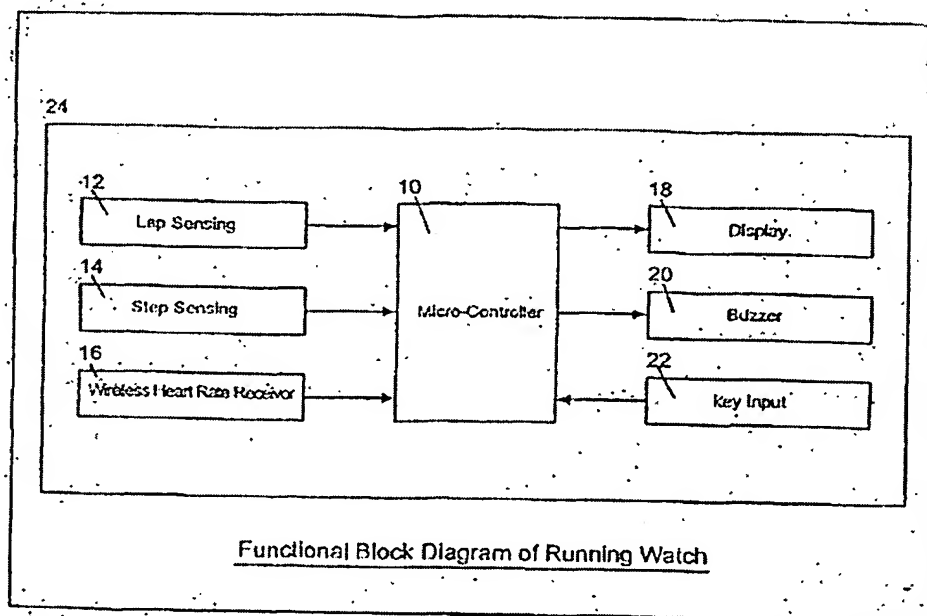 24
12
Lap Sensing
14
Step Sensing
16
Wireless Heart Rate Receiver
10
Micro-Controller
18
Display
20
Buzzer
22
Key Input
Functional Block Diagram of Running Watch